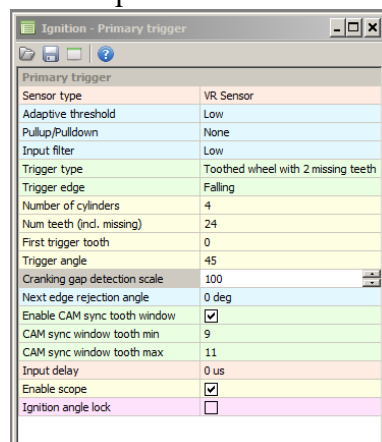 Ignition - Primary trigger
Primary trigger
Sensor type VR Sensor
Adaptive threshold Low
Pullup/Pulldown None
Input filter Low
Trigger type Toothed wheel with 2 missing teeth
Trigger edge Falling
Number of cylinders 4
Num teeth (incl. missing) 24
First trigger tooth 0
Trigger angle 45
Cranking gap detection scale 100
Next edge rejection angle 0 deg
Enable CAM sync tooth window
CAM sync window tooth min 9
CAM sync window tooth max 11
Input delay 0 us
Enable scope
Ignition angle lock